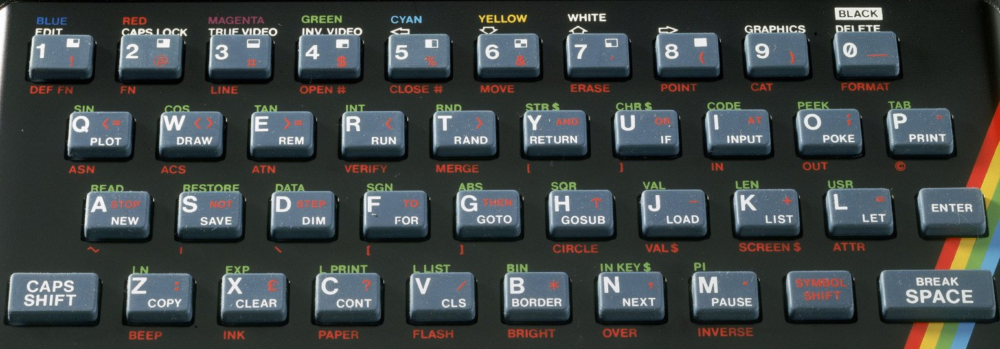 BLUE RED MAGENTA GREEN CYAN YELLOW WHITE BLACK
EDIT CAPS LOCK TRUE VIDEO INV. VIDEO GRAPHICS DELETE
1 ! 2 @ 3 # 4 $ 5 % 6 & 7 ' 8 ( 9 ) 0 _
DEF FN FN LINE OPEN # CLOSE # MOVE ERASE POINT CAT FORMAT
SIN COS TAN INT RND STR $ CHR $ CODE PEEK TAB
Q <= W <> E >= R < T > Y AND U OR I AT O ; P "
PLOT DRAW REM RUN RAND RETURN IF INPUT POKE PRINT
ASN ACS ATN VERIFY MERGE [ ] IN OUT ©
READ RESTORE DATA SGN ABS SQR VAL LEN USR
A STOP S NOT D STEP F TO G THEN H ↑ J − K + L =
NEW SAVE DIM FOR GOTO GOSUB LOAD LIST LET ENTER
~ | \ { } CIRCLE VAL $ SCREEN $ ATTR
LN EXP L PRINT L LIST BIN IN KEY $ PI
CAPS Z : X £ C ? V / B * N , M . SYMBOL BREAK
SHIFT COPY CLEAR CONT CLS BORDER NEXT PAUSE SHIFT SPACE
BEEP INK PAPER FLASH BRIGHT OVER INVERSE